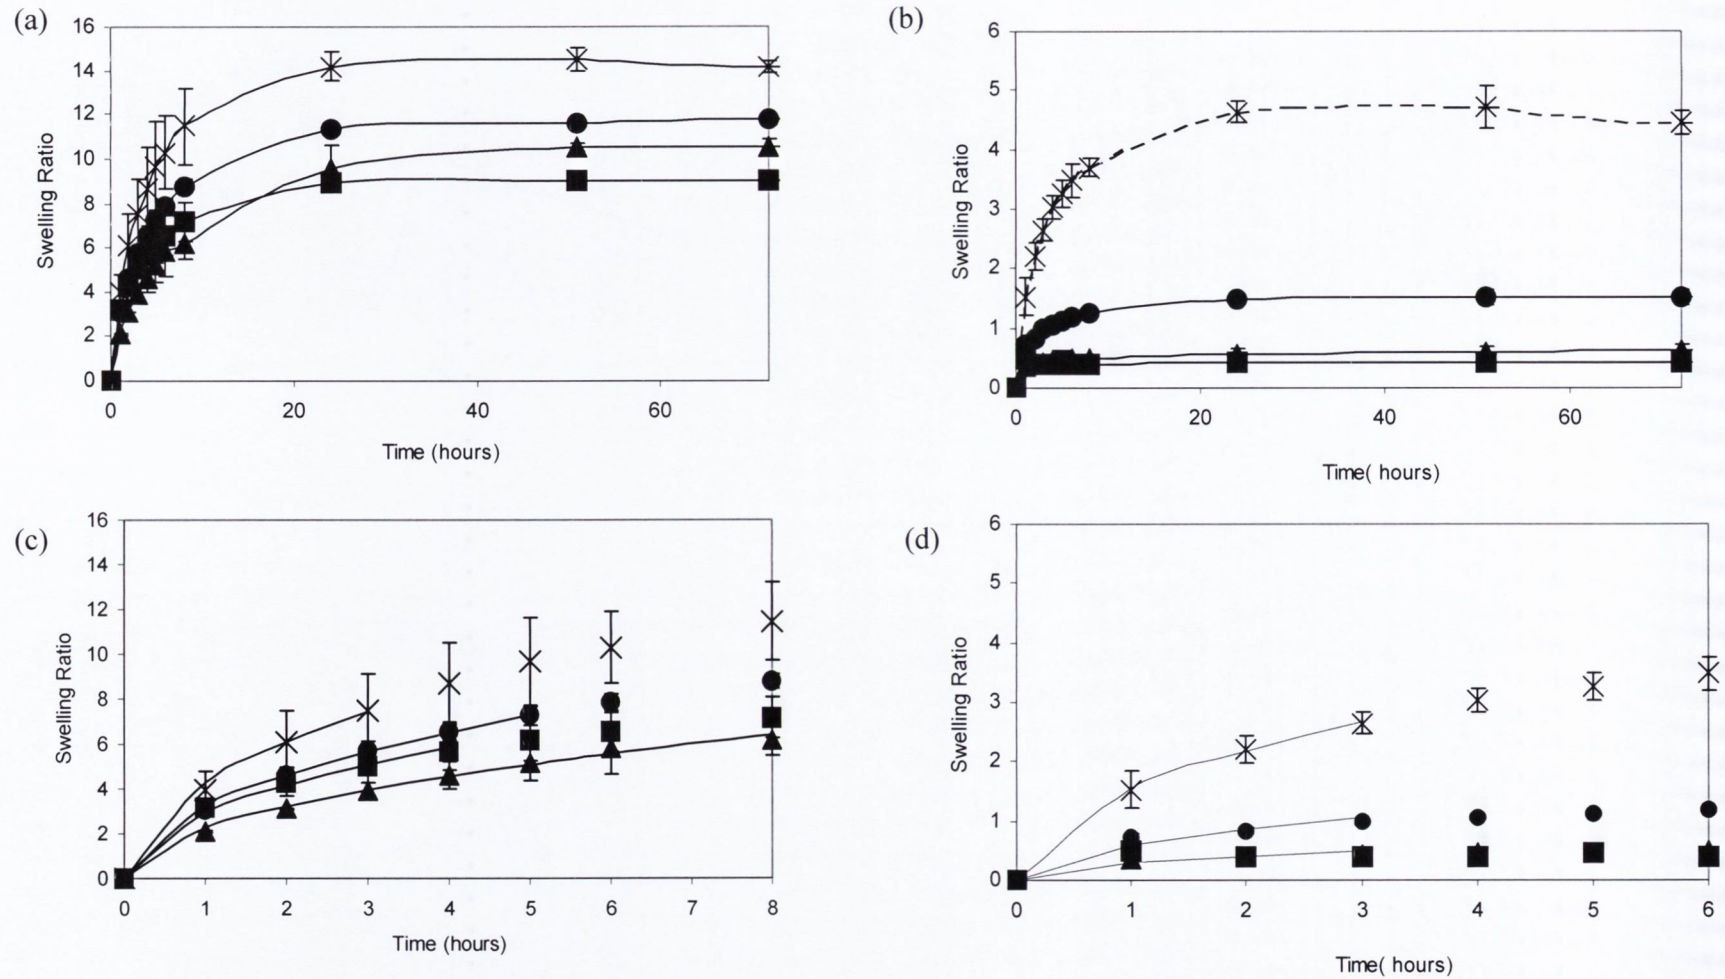 (a)
16
14
12
10
8
6
4
2
0
Swelling Ratio
0 20 40 60
Time (hours)
(b)
6
5
4
3
2
1
0
Swelling Ratio
0 20 40 60
Time( hours)
(c)
16
14
12
10
8
6
4
2
0
Swelling Ratio
0 1 2 3 4 5 6 7 8
Time (hours)
(d)
6
5
4
3
2
1
0
Swelling Ratio
0 1 2 3 4 5 6
Time( hours)